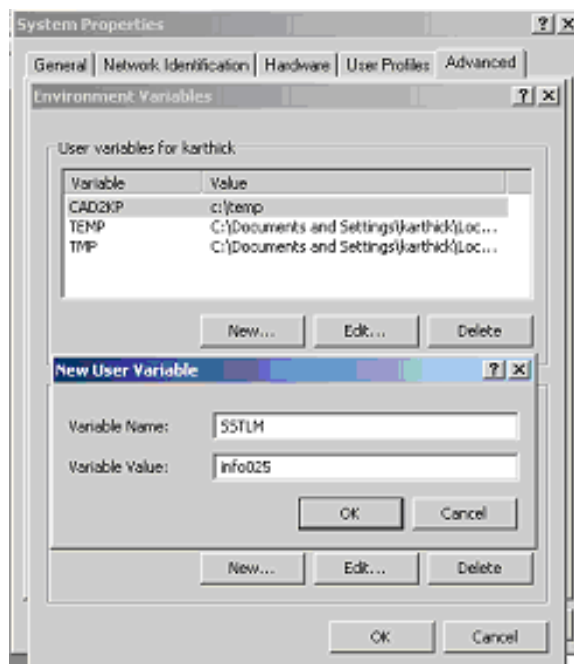 System Properties
General Network Identification Hardware User Profiles Advanced
Environment Variables
User variables for karthick
Variable Value
CAD2KP c:\temp
TEMP C:\Documents and Settings\karthick\Loc...
TMP C:\Documents and Settings\karthick\Loc...
New... Edit... Delete
New User Variable
Variable Name: SSTLM
Variable Value: info025
OK Cancel
New... Edit... Delete
OK Cancel